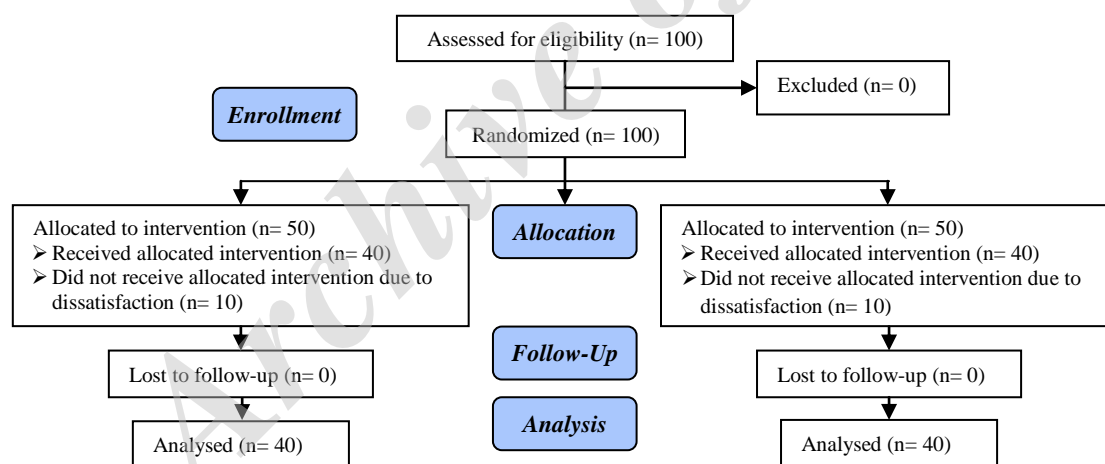 Assessed for eligibility (n= 100)
Excluded (n= 0)
Enrollment
Randomized (n= 100)
Allocated to intervention (n= 50)
➢ Received allocated intervention (n= 40)
➢ Did not receive allocated intervention due to
dissatisfaction (n= 10)
Allocation
Allocated to intervention (n= 50)
➢ Received allocated intervention (n= 40)
➢ Did not receive allocated intervention due to
dissatisfaction (n= 10)
Follow-Up
Lost to follow-up (n= 0)
Lost to follow-up (n= 0)
Analysis
Analysed (n= 40)
Analysed (n= 40)
Archive